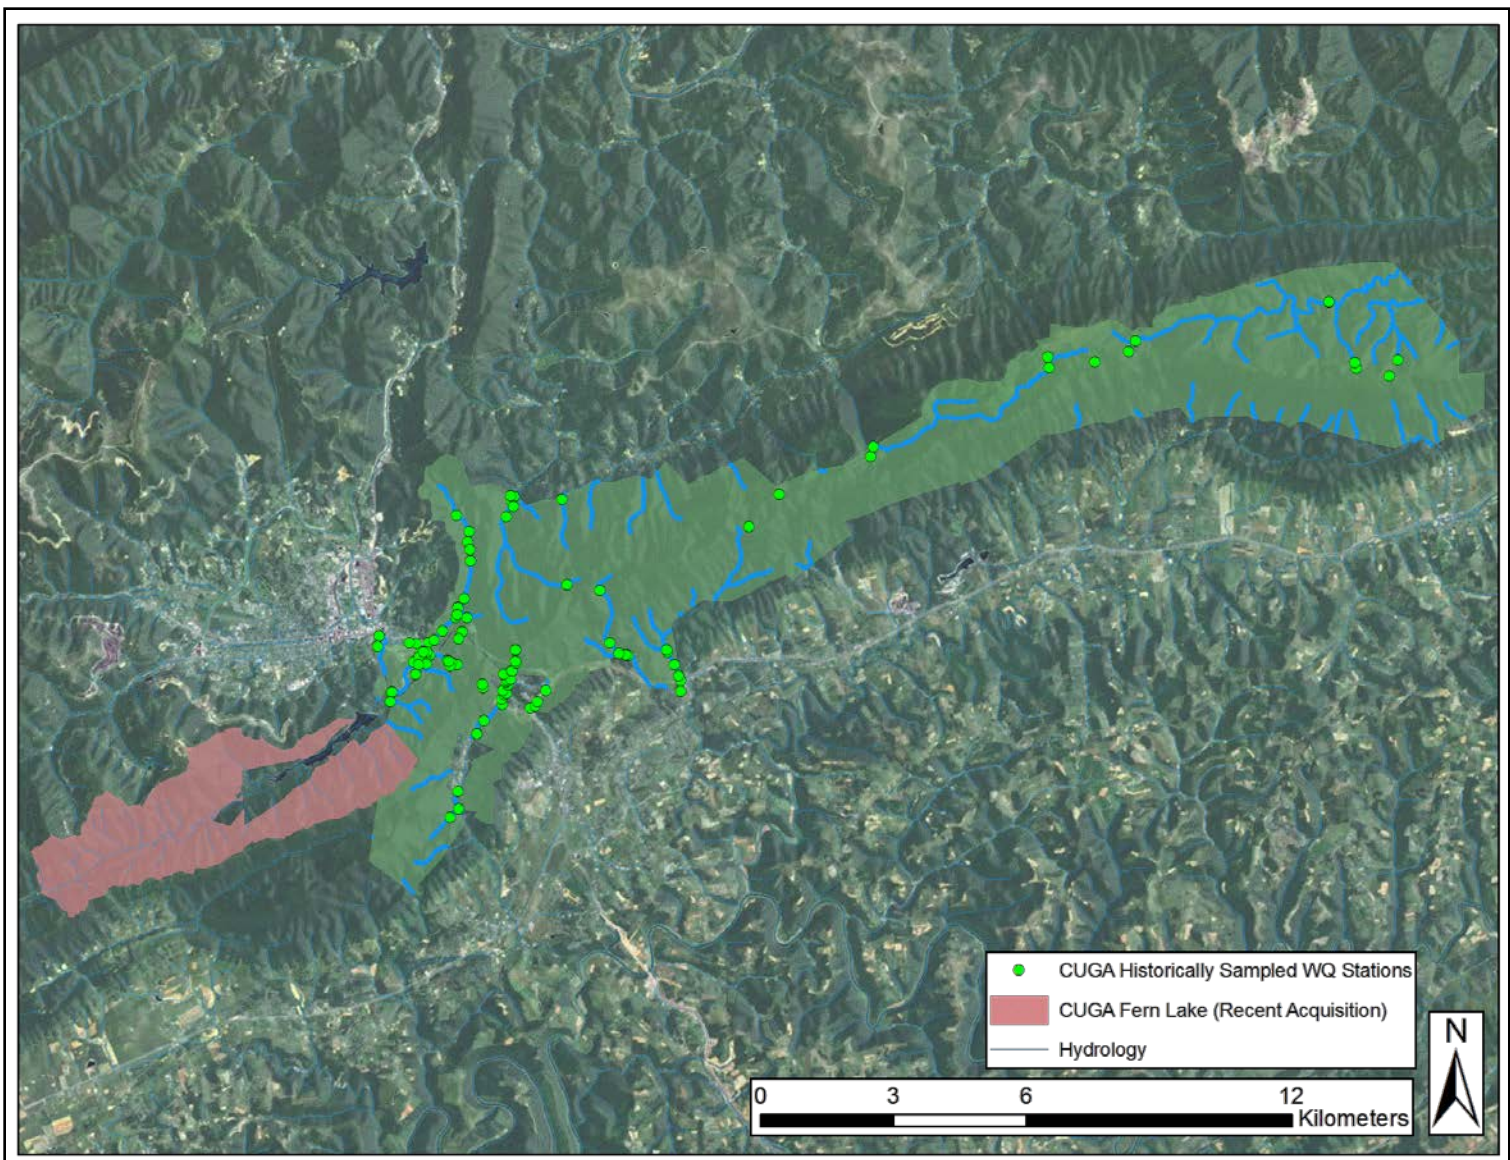 CUGA Historically Sampled WQ Stations
CUGA Fern Lake (Recent Acquisition)
Hydrology
N
0 3 6 12
Kilometers